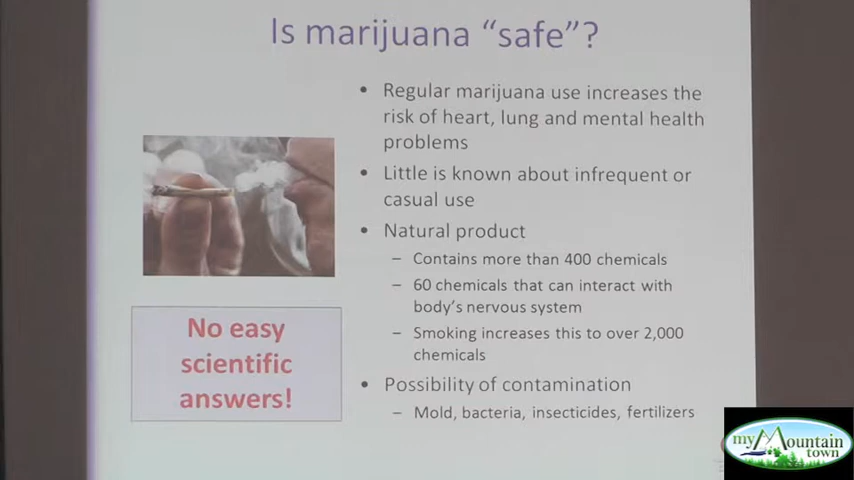 Is marijuana “safe”?
• Regular marijuana use increases the
risk of heart, lung and mental health
problems
• Little is known about infrequent or
casual use
• Natural product
– Contains more than 400 chemicals
– 60 chemicals that can interact with
body’s nervous system
– Smoking increases this to over 2,000
chemicals
• Possibility of contamination
– Mold, bacteria, insecticides, fertilizers
No easy
scientific
answers!
my Mountain
town